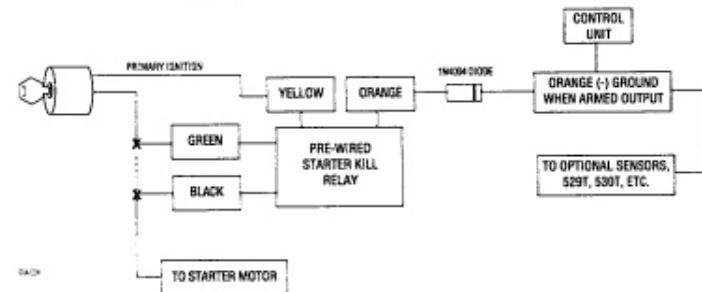 CONTROL
UNIT
PRIMARY IGNITION
YELLOW
ORANGE
1N4004 DIODE
ORANGE (-) GROUND
WHEN ARMED OUTPUT
GREEN
PRE-WIRED
STARTER KILL
RELAY
BLACK
TO OPTIONAL SENSORS,
529T, 530T, ETC.
TO STARTER MOTOR